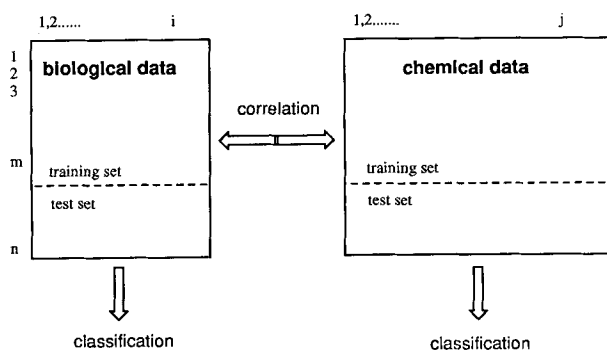 1,2...... i
1,2....... j
1
2
3
m
n
biological data
training set
test set
correlation
chemical data
training set
test set
classification
classification